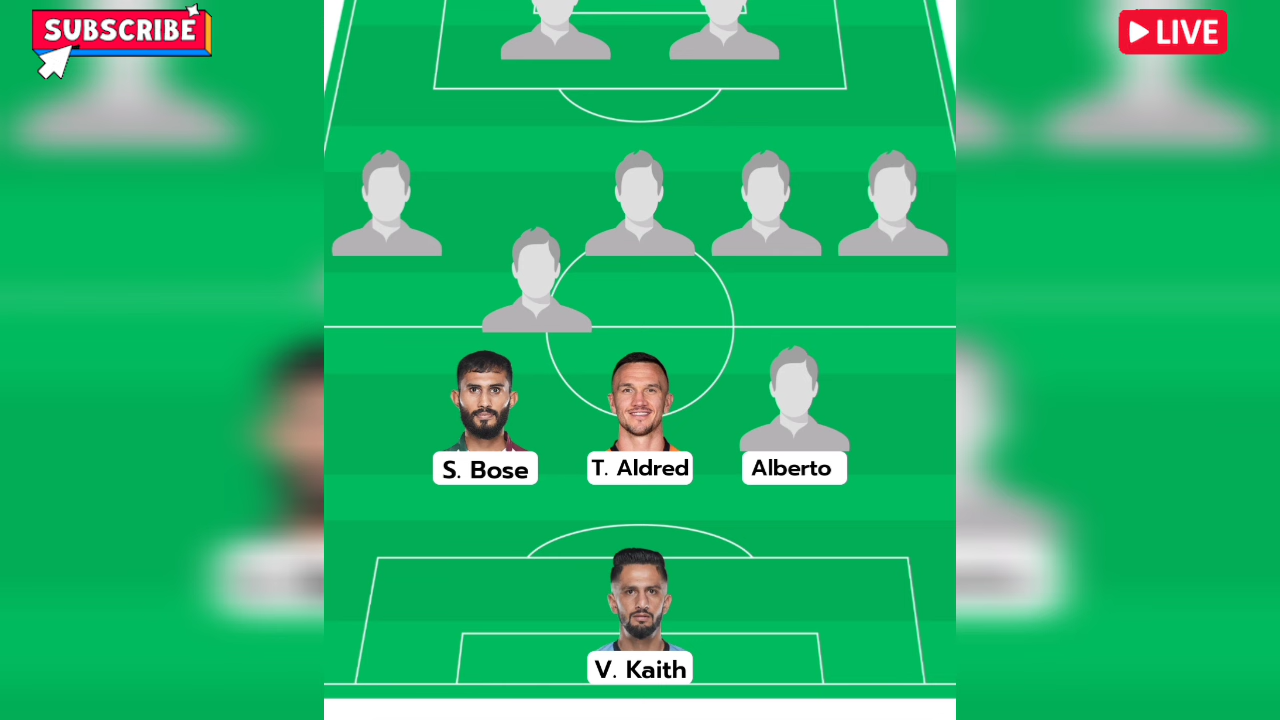 SUBSCRIBE
LIVE
S. Bose
T. Aldred
Alberto
V. Kaith